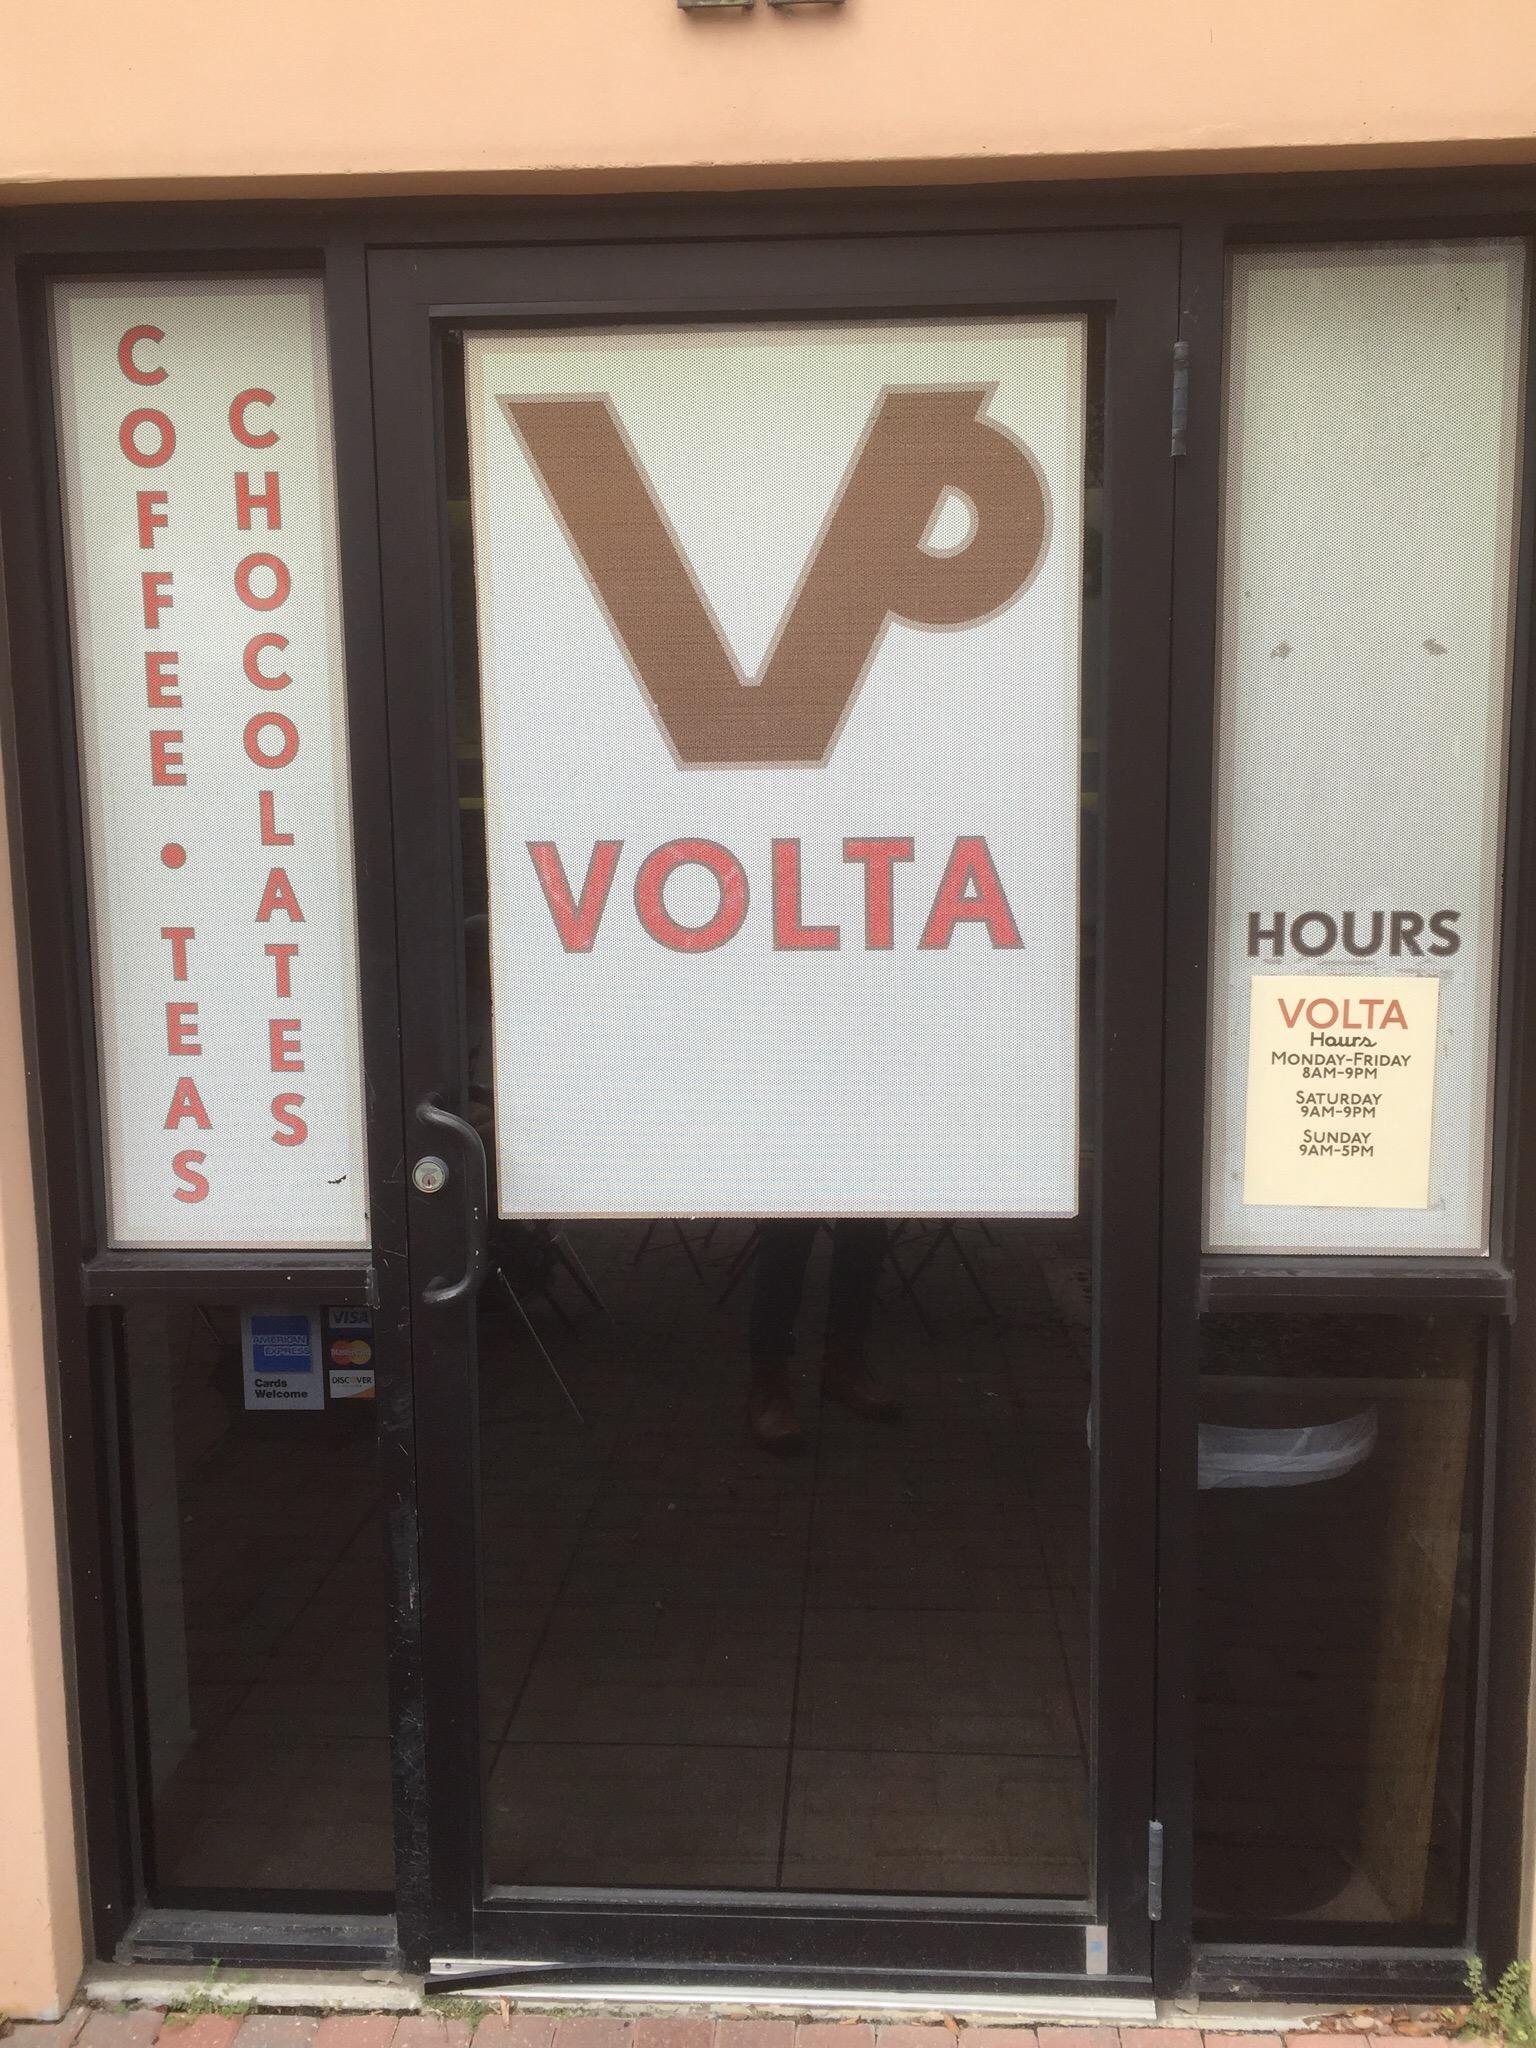 COFFEE • TEAS
CHOCOLATES
VOLTA
HOURS
VOLTA
Hours
MONDAY-FRIDAY
8AM-9PM
SATURDAY
9AM-9PM
SUNDAY
9AM-5PM
AMERICAN
EXPRESS
Cards
Welcome
VISA
MasterCard
DISCOVER